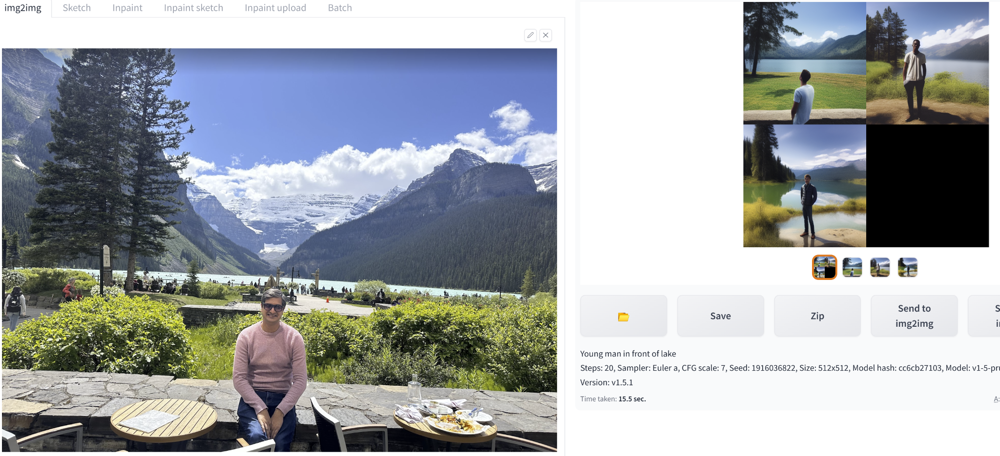 img2img
Sketch
Inpaint
Inpaint sketch
Inpaint upload
Batch
Save
Zip
Send to
img2img
Young man in front of lake
Steps: 20, Sampler: Euler a, CFG scale: 7, Seed: 1916036822, Size: 512x512, Model hash: cc6cb27103, Model: v1-5-pru
Version: v1.5.1
Time taken: 15.5 sec.
A: